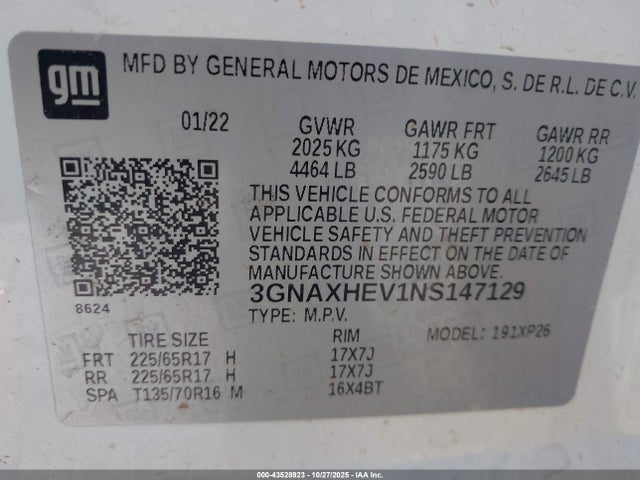 gm
MFD BY GENERAL MOTORS DE MEXICO, S. DE R.L. DE C.V.
01/22 GVWR GAWR FRT GAWR RR
2025 KG 1175 KG 1200 KG
4464 LB 2590 LB 2645 LB
THIS VEHICLE CONFORMS TO ALL
APPLICABLE U.S. FEDERAL MOTOR
VEHICLE SAFETY AND THEFT PREVENTION
STANDARDS IN EFFECT ON THE DATE OF
MANUFACTURE SHOWN ABOVE.
3GNAXHEV1NS147129
8624
TYPE: M.P.V. MODEL: 191XP26
TIRE SIZE RIM
FRT 225/65R17 H 17X7J
RR 225/65R17 H 17X7J
SPA T135/70R16 M 16X4BT
000-43528923 - 10/27/2025 - Copyright © IAA, Inc.